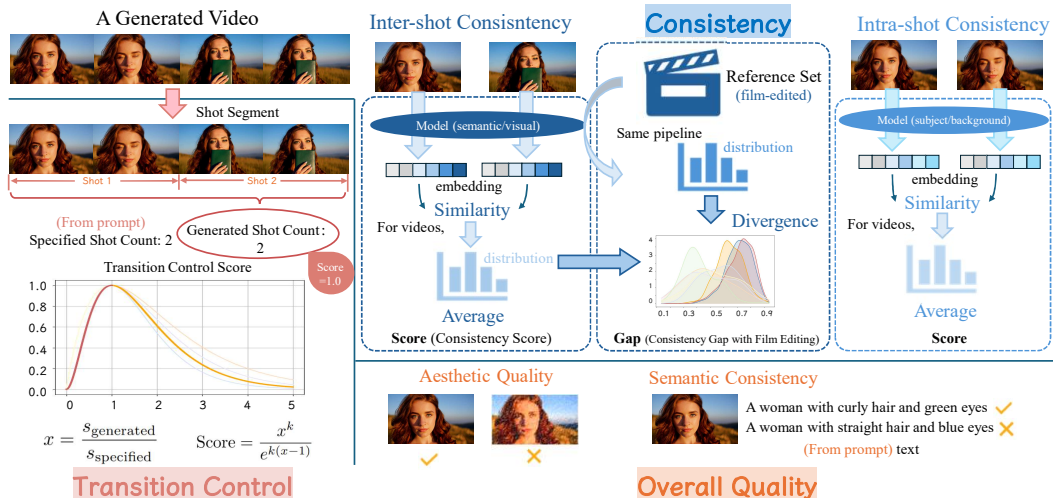 A Generated Video
Shot Segment
Shot 1
Shot 2
(From prompt)
Specified Shot Count: 2
Generated Shot Count:
2
Score
=1.0
Transition Control Score
1.0
0.8
0.6
0.4
0.2
0.0
0 1 2 3 4 5
x = s_generated / s_specified
Score = x^k / e^{k(x-1)}
Transition Control
Inter-shot Consisntency
Model (semantic/visual)
embedding
Similarity
For videos,
distribution
Average
Score (Consistency Score)
Consistency
Reference Set
(film-edited)
Same pipeline
distribution
Divergence
4
3
2
1
0
0.1 0.3 0.5 0.7 0.9
Gap (Consistency Gap with Film Editing)
Intra-shot Consistency
Model (subject/background)
embedding
Similarity
For videos,
Average
Score
Aesthetic Quality
Semantic Consistency
A woman with curly hair and green eyes
A woman with straight hair and blue eyes
(From prompt) text
Overall Quality